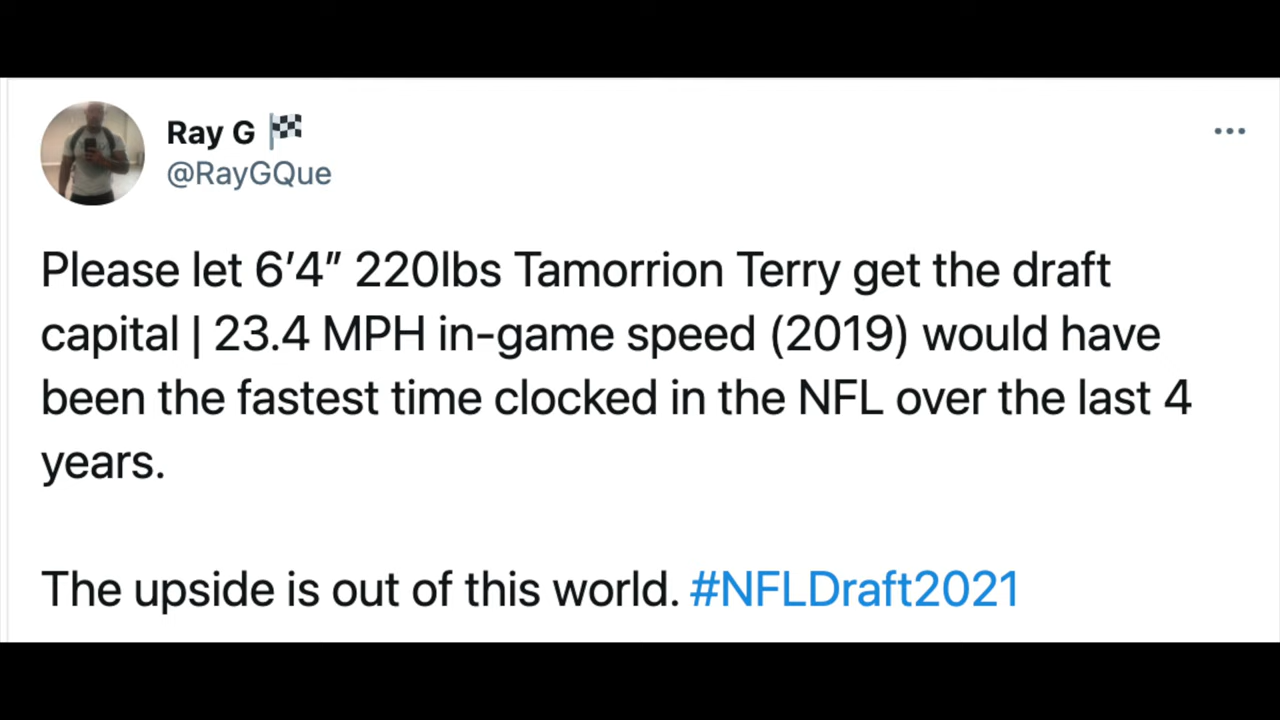 Ray G 🏁
@RayGQue
Please let 6′4″ 220lbs Tamorrion Terry get the draft
capital | 23.4 MPH in-game speed (2019) would have
been the fastest time clocked in the NFL over the last 4
years.
The upside is out of this world. #NFLDraft2021